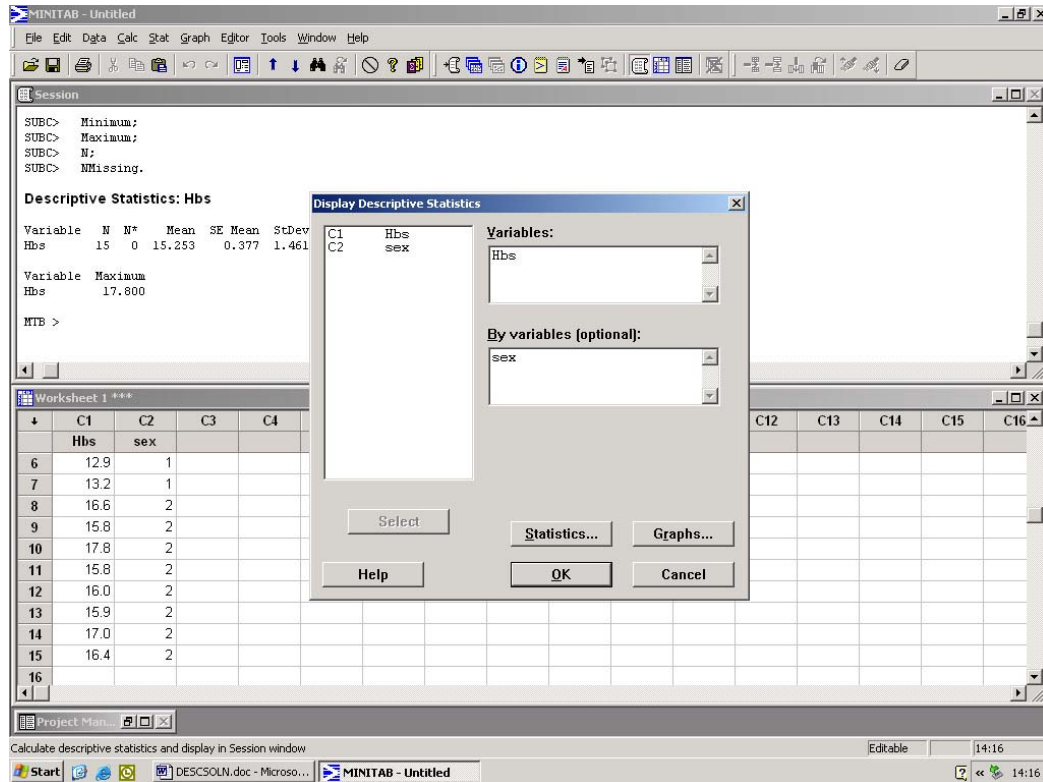 MINITAB - Untitled
File Edit Data Calc Stat Graph Editor Tools Window Help
Session
SUBC> Minimum;
SUBC> Maximum;
SUBC> N;
SUBC> NMissing.
Descriptive Statistics: Hbs
Variable N N* Mean SE Mean StDev
Hbs 15 0 15.253 0.377 1.461
Variable Maximum
Hbs 17.800
MTB >
Display Descriptive Statistics
C1 Hbs
C2 sex
Variables:
Hbs
By variables (optional):
sex
Select
Statistics... Graphs...
Help OK Cancel
Worksheet 1 ***
C1 C2 C3 C4 C12 C13 C14 C15 C16
Hbs sex
6 12.9 1
7 13.2 1
8 16.6 2
9 15.8 2
10 17.8 2
11 15.8 2
12 16.0 2
13 15.9 2
14 17.0 2
15 16.4 2
16
Project Man...
Calculate descriptive statistics and display in Session window Editable 14:16
Start DESCSOLN.doc - Microso... MINITAB - Untitled 14:16